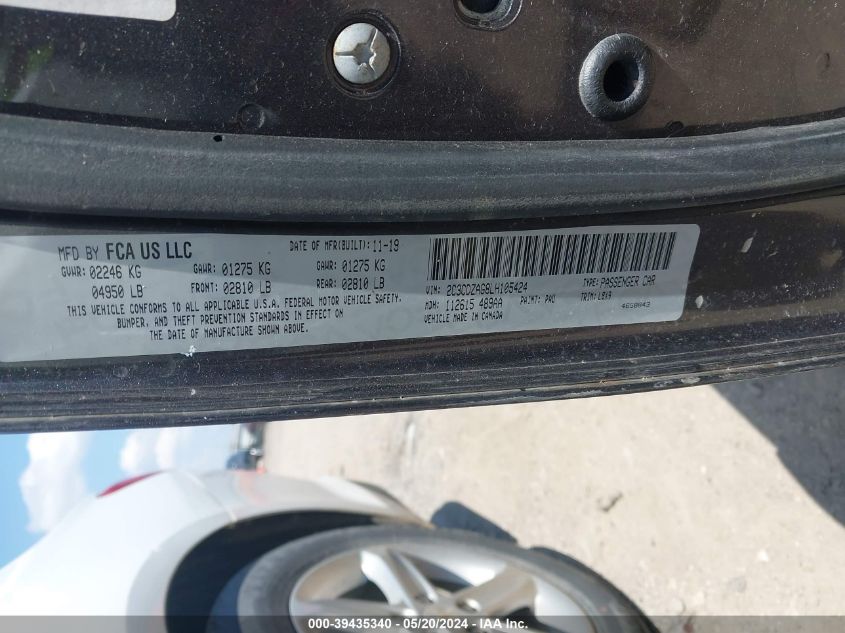 MFD BY FCA US LLC DATE OF MFR(BUILT): 11-19
GVWR: 02246 KG GAWR: 01275 KG GAWR: 01275 KG
04950 LB FRONT: 02810 LB REAR: 02810 LB
THIS VEHICLE CONFORMS TO ALL APPLICABLE U.S.A. FEDERAL MOTOR VEHICLE SAFETY,
BUMPER, AND THEFT PREVENTION STANDARDS IN EFFECT ON
THE DATE OF MANUFACTURE SHOWN ABOVE.
VIN: 2C3CDZAG8LH105424 TYPE: PASSENGER CAR
MDH: 112615 489AA PAINT: TRIM: LBX9
VEHICLE MADE IN CANADA 4658843
000-39435340 - 05/20/2024 - © IAA Inc.